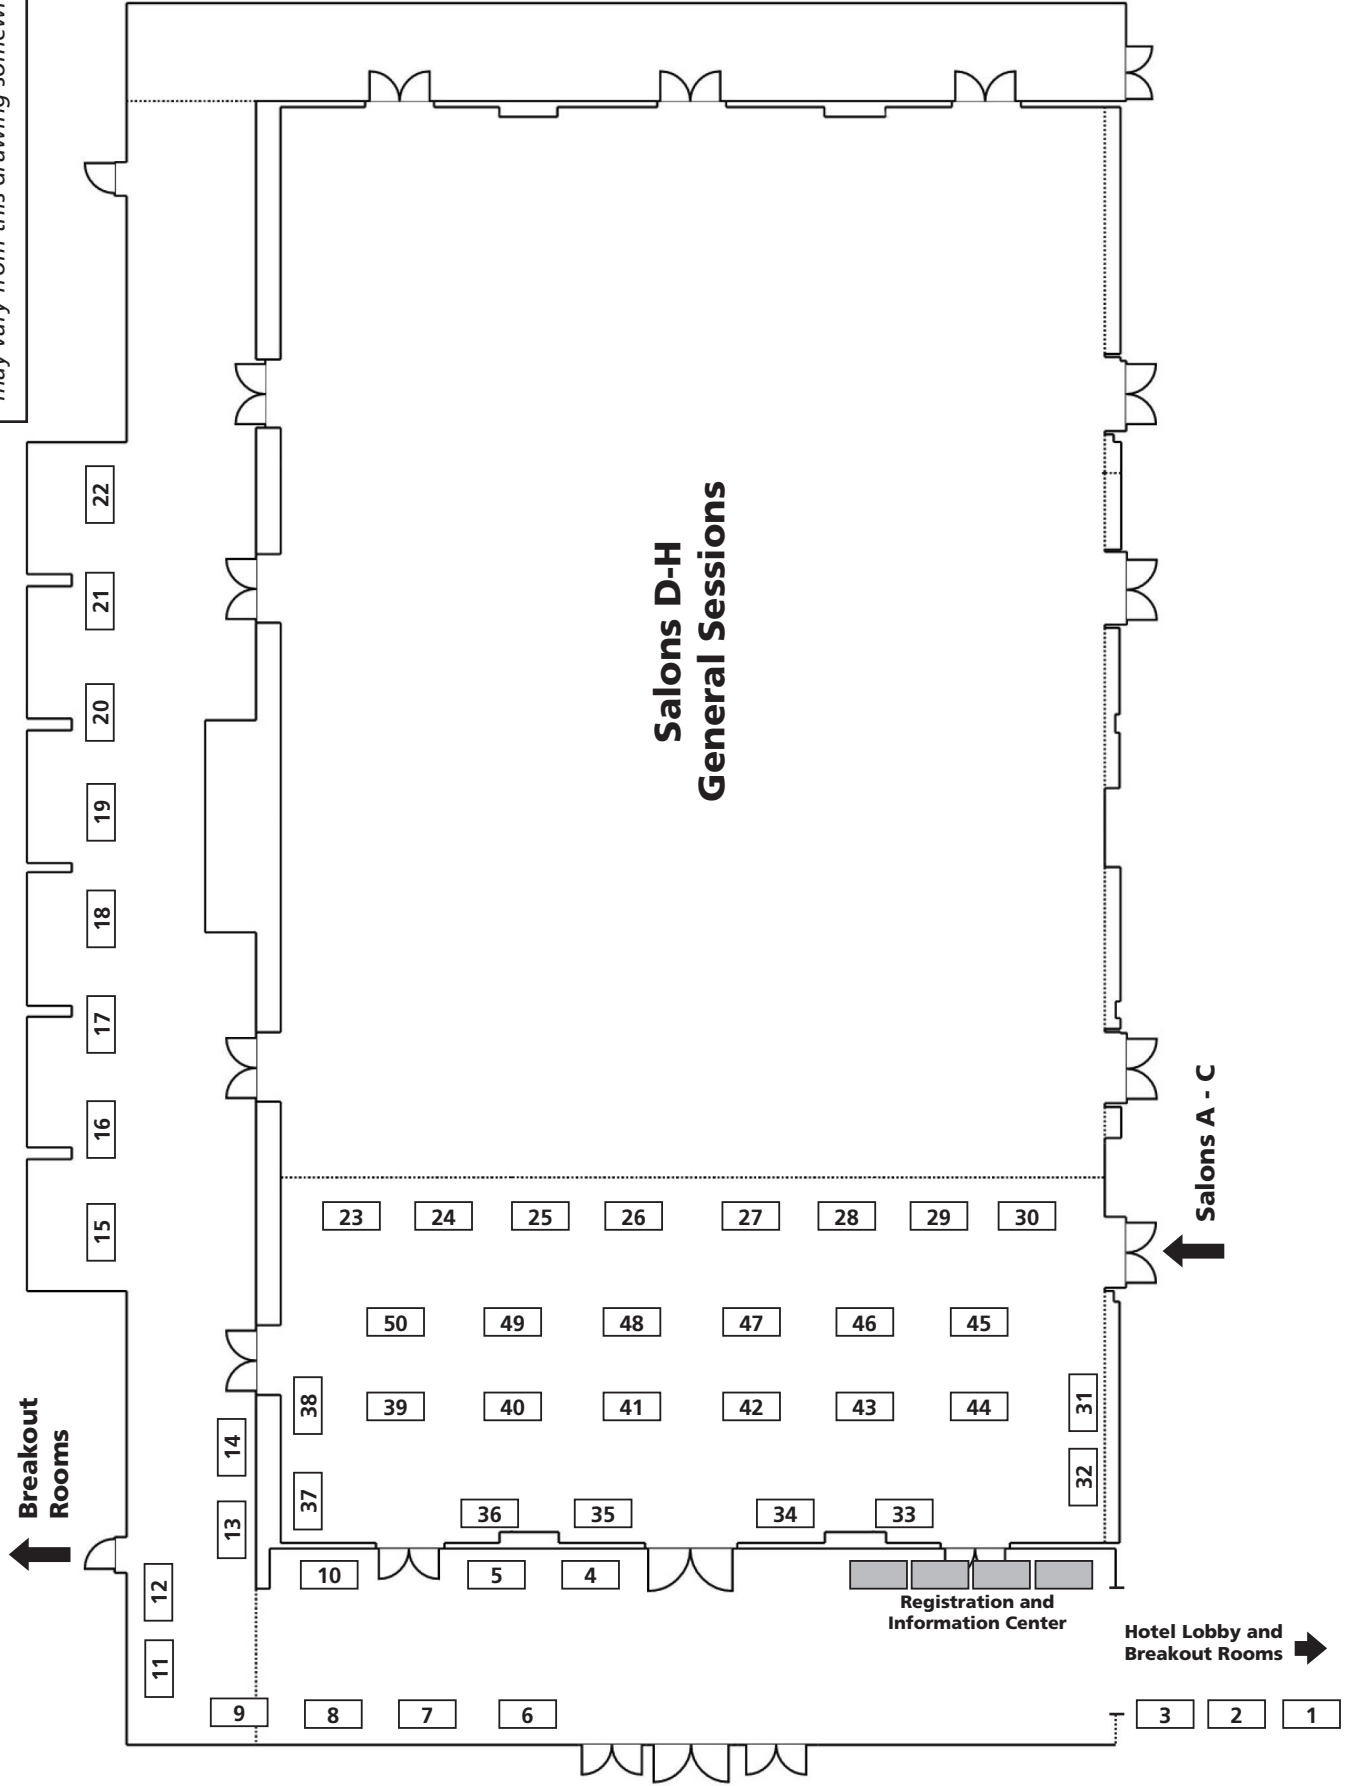 may vary from this drawing
22
21
20
19
18
17
16
15
Salons D-H
General Sessions
Salons A - C
23 24 25 26 27 28 29 30
50 49 48 47 46 45
38 39 40 41 42 43 44 31
37 36 35 34 33 32
Breakout
Rooms
14
13
12
11
10 5 4
Registration and
Information Center
Hotel Lobby and
Breakout Rooms
9 8 7 6 3 2 1